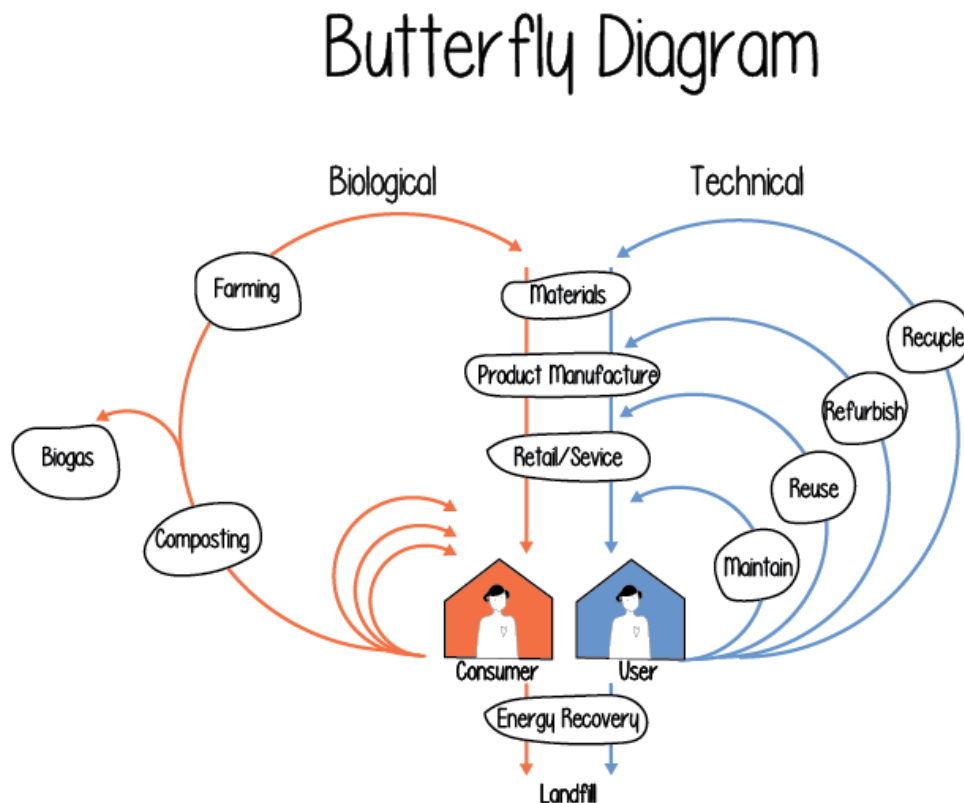 Butterfly Diagram
Biological
Technical
Farming
Materials
Recycle
Product Manufacture
Refurbish
Biogas
Retail/Sevice
Reuse
Composting
Maintain
Consumer
User
Energy Recovery
Landfill